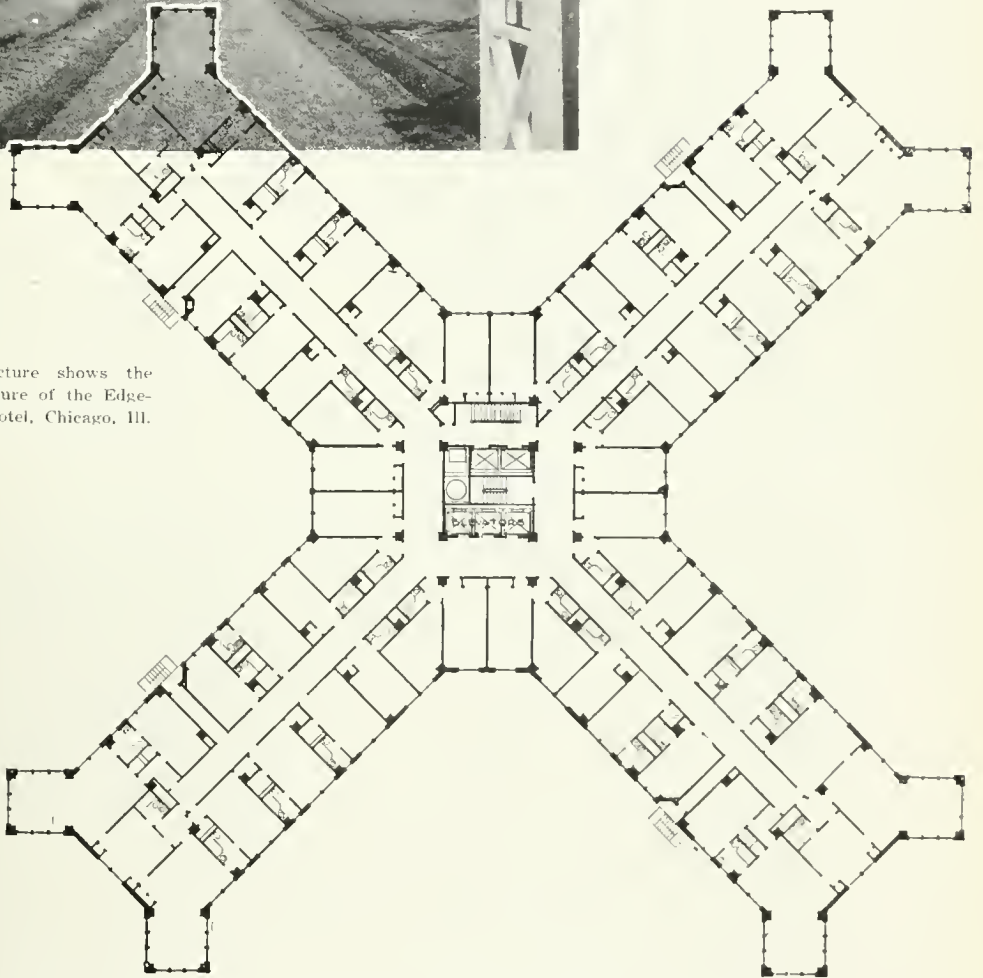 cture shows the
ure of the Edge-
otel, Chicago, Ill.
ELEVATORS